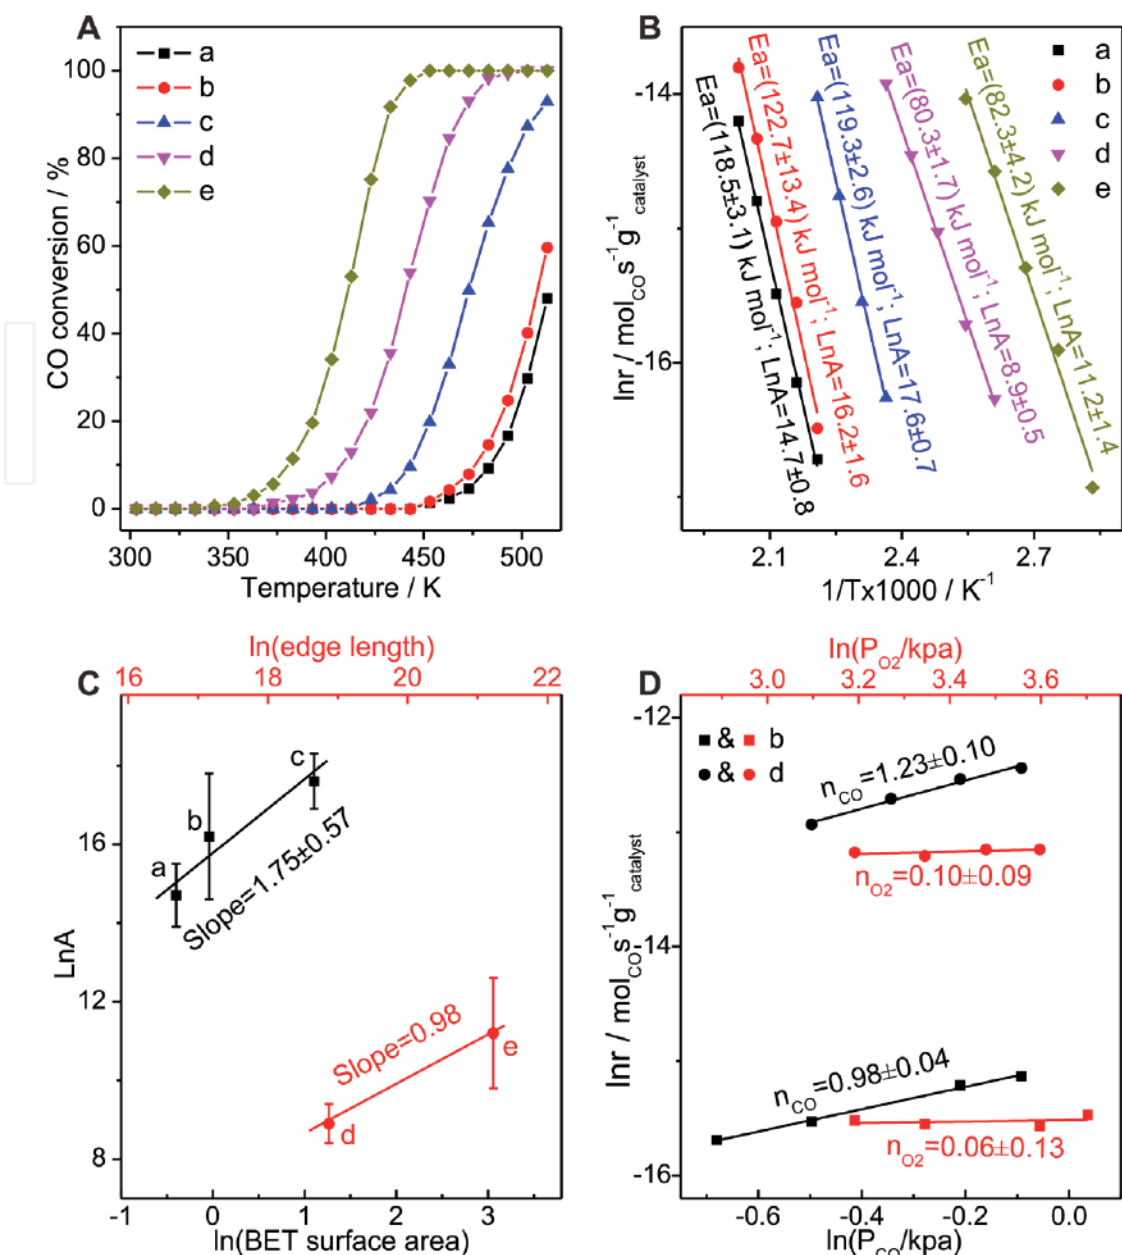 A
a
b
c
d
e
CO conversion / %
100
80
60
40
20
0
300
350
400
450
500
Temperature / K
B
a
b
c
d
e
Ea=(118.5±3.1) kJ mol⁻¹; LnA=14.7±0.8
Ea=(122.7±13.4) kJ mol⁻¹; LnA=16.2±1.6
Ea=(119.3±2.6) kJ mol⁻¹; LnA=17.6±0.7
Ea=(80.3±1.7) kJ mol⁻¹; LnA=8.9±0.5
Ea=(82.3±4.2) kJ mol⁻¹; LnA=11.2±1.4
lnr / mol_CO s⁻¹g⁻¹ catalyst
-14
-16
2.1
2.4
2.7
1/Tx1000 / K⁻¹
ln(edge length)
16
18
20
22
C
a
b
c
Slope=1.75±0.57
Slope=0.98
d
e
LnA
16
12
8
-1
0
1
2
3
ln(BET surface area)
ln(P_O2/kpa)
3.0
3.2
3.4
3.6
D
& b
& d
n_CO=1.23±0.10
n_O2=0.10±0.09
n_CO=0.98±0.04
n_O2=0.06±0.13
lnr / mol_CO s⁻¹g⁻¹ catalyst
-12
-14
-16
-0.6
-0.4
-0.2
0.0
ln(P_CO/kpa)